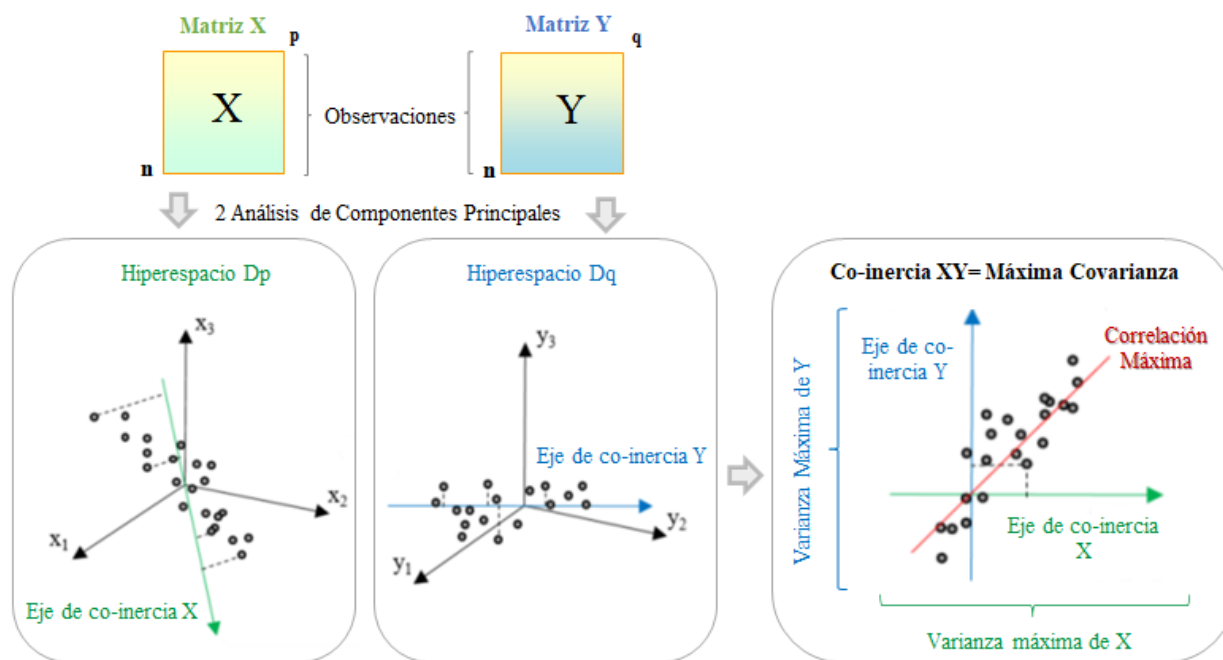 Matriz X
Matriz Y
p
q
X
Observaciones
Y
n
n
2 Análisis de Componentes Principales
Hiperespacio Dp
x3
x2
x1
Eje de co-inercia X
Hiperespacio Dq
y3
Eje de co-inercia Y
y2
y1
Co-inercia XY= Máxima Covarianza
Varianza Máxima de Y
Eje de co-
inercia Y
Correlación
Máxima
Eje de co-inercia
X
Varianza máxima de X